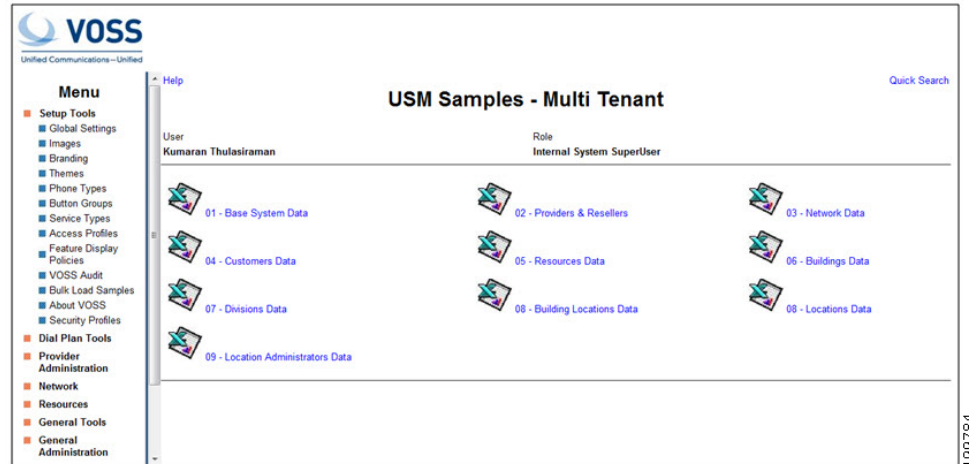 VOSS
Unified Communications—Unified
Menu
Setup Tools
Global Settings
Images
Branding
Themes
Phone Types
Button Groups
Service Types
Access Profiles
Feature Display
Policies
VOSS Audit
Bulk Load Samples
About VOSS
Security Profiles
Dial Plan Tools
Provider
Administration
Network
Resources
General Tools
General
Administration
Help
Quick Search
USM Samples - Multi Tenant
User
Role
Kumaran Thulasiraman
Internal System SuperUser
01 - Base System Data
02 - Providers & Resellers
03 - Network Data
04 - Customers Data
05 - Resources Data
06 - Buildings Data
07 - Divisions Data
08 - Building Locations Data
08 - Locations Data
09 - Location Administrators Data